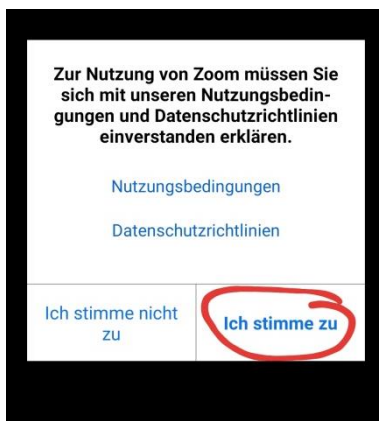 Zur Nutzung von Zoom müssen Sie
sich mit unseren Nutzungsbedin-
gungen und Datenschutzrichtlinien
einverstanden erklären.
Nutzungsbedingungen
Datenschutzrichtlinien
Ich stimme nicht
zu
Ich stimme zu